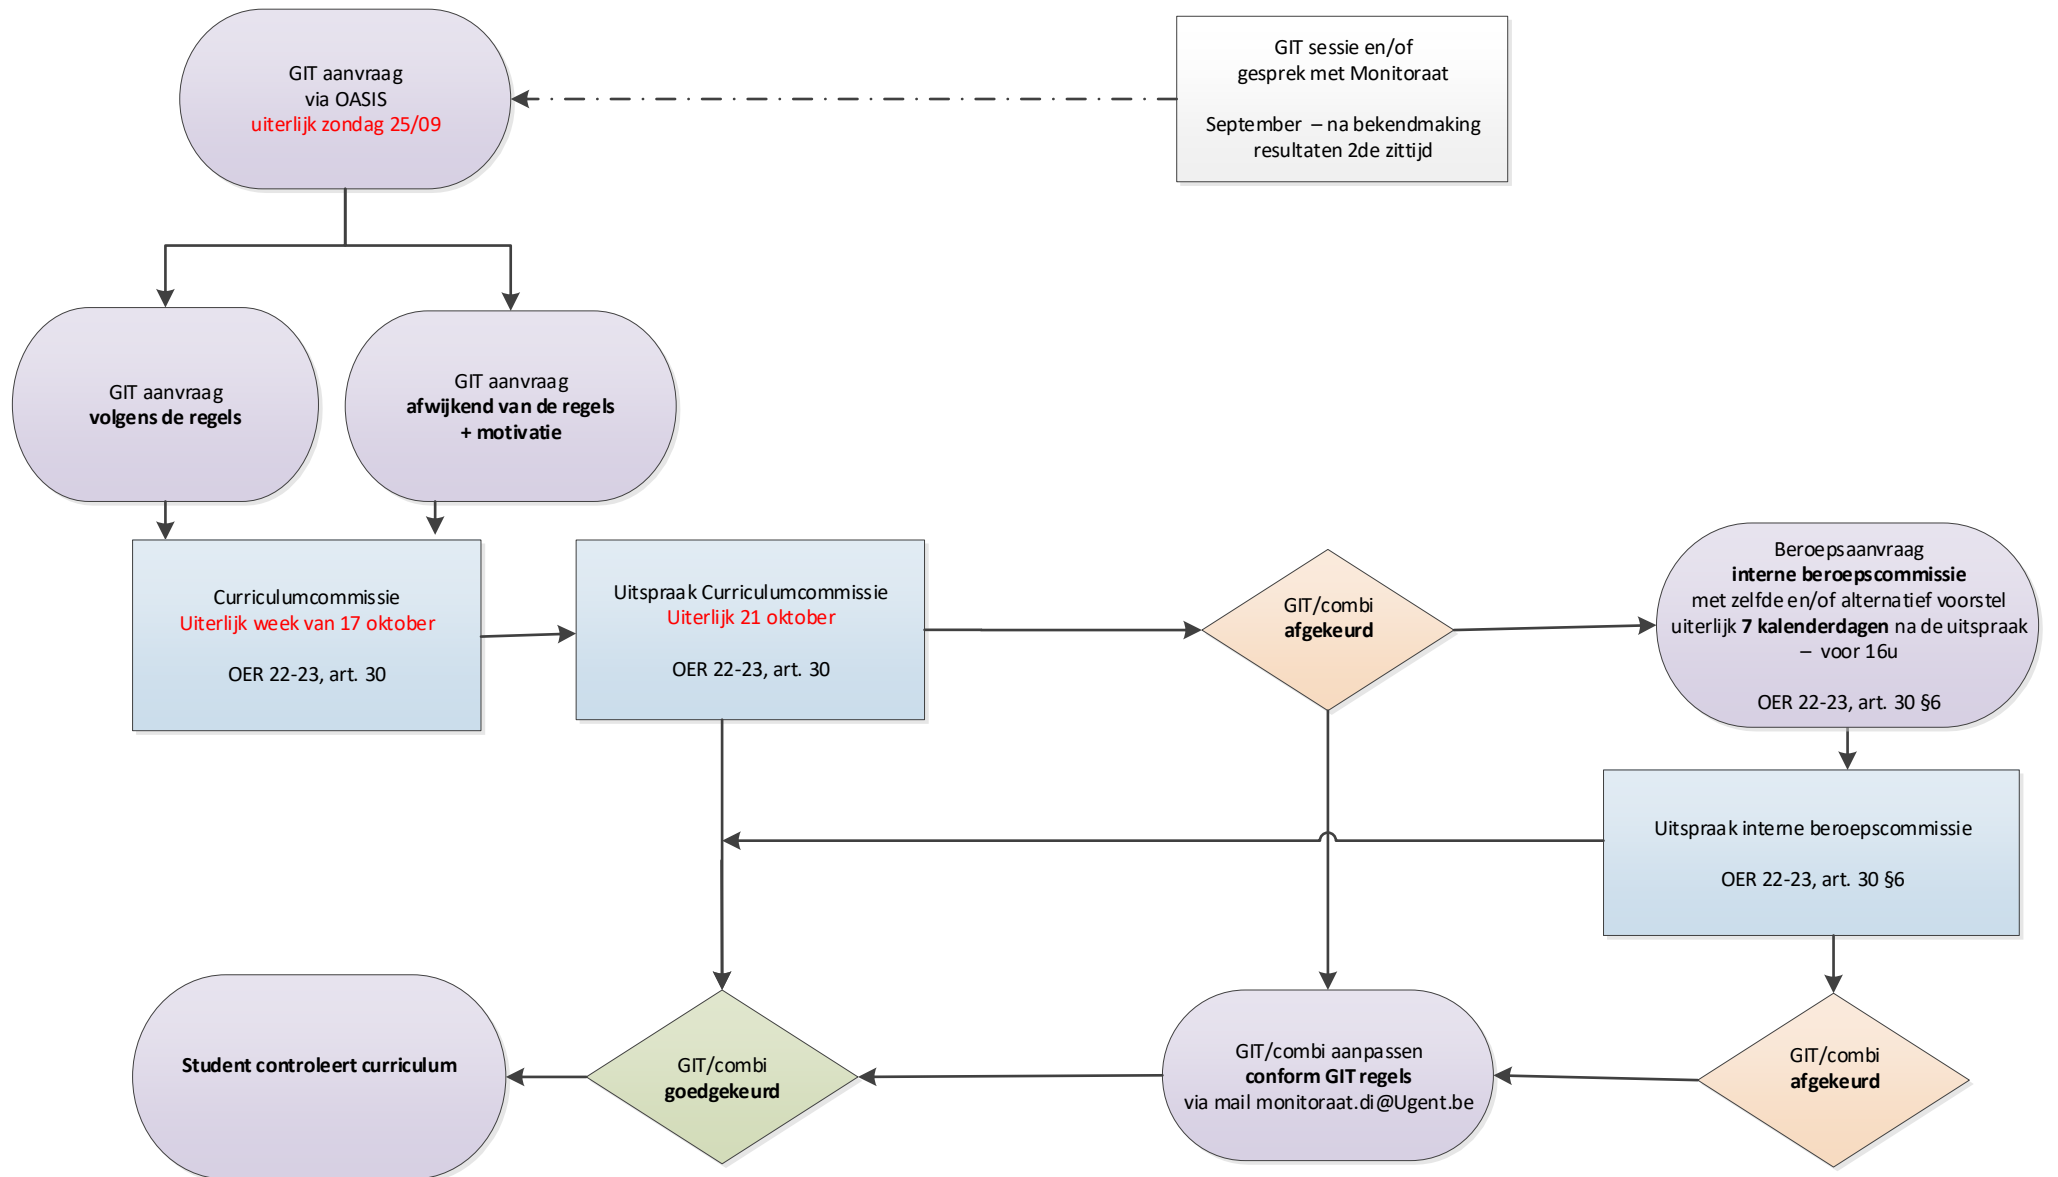 GIT aanvraag
via OASIS
uiterlijk zondag 25/09
GIT sessie en/of
gesprek met Monitoraat
September – na bekendmaking
resultaten 2de zittijd
GIT aanvraag
volgens de regels
GIT aanvraag
afwijkend van de regels
+ motivatie
Curriculumcommissie
Uiterlijk week van 17 oktober
OER 22-23, art. 30
Uitspraak Curriculumcommissie
Uiterlijk 21 oktober
OER 22-23, art. 30
GIT/combi
afgekeurd
Beroepsaanvraag
interne beroepscommissie
met zelfde en/of alternatief voorstel
uiterlijk 7 kalenderdagen na de uitspraak
– voor 16u
OER 22-23, art. 30 §6
Uitspraak interne beroepscommissie
OER 22-23, art. 30 §6
Student controleert curriculum
GIT/combi
goedgekeurd
GIT/combi aanpassen
conform GIT regels
via mail monitoraat.di@Ugent.be
GIT/combi
afgekeurd